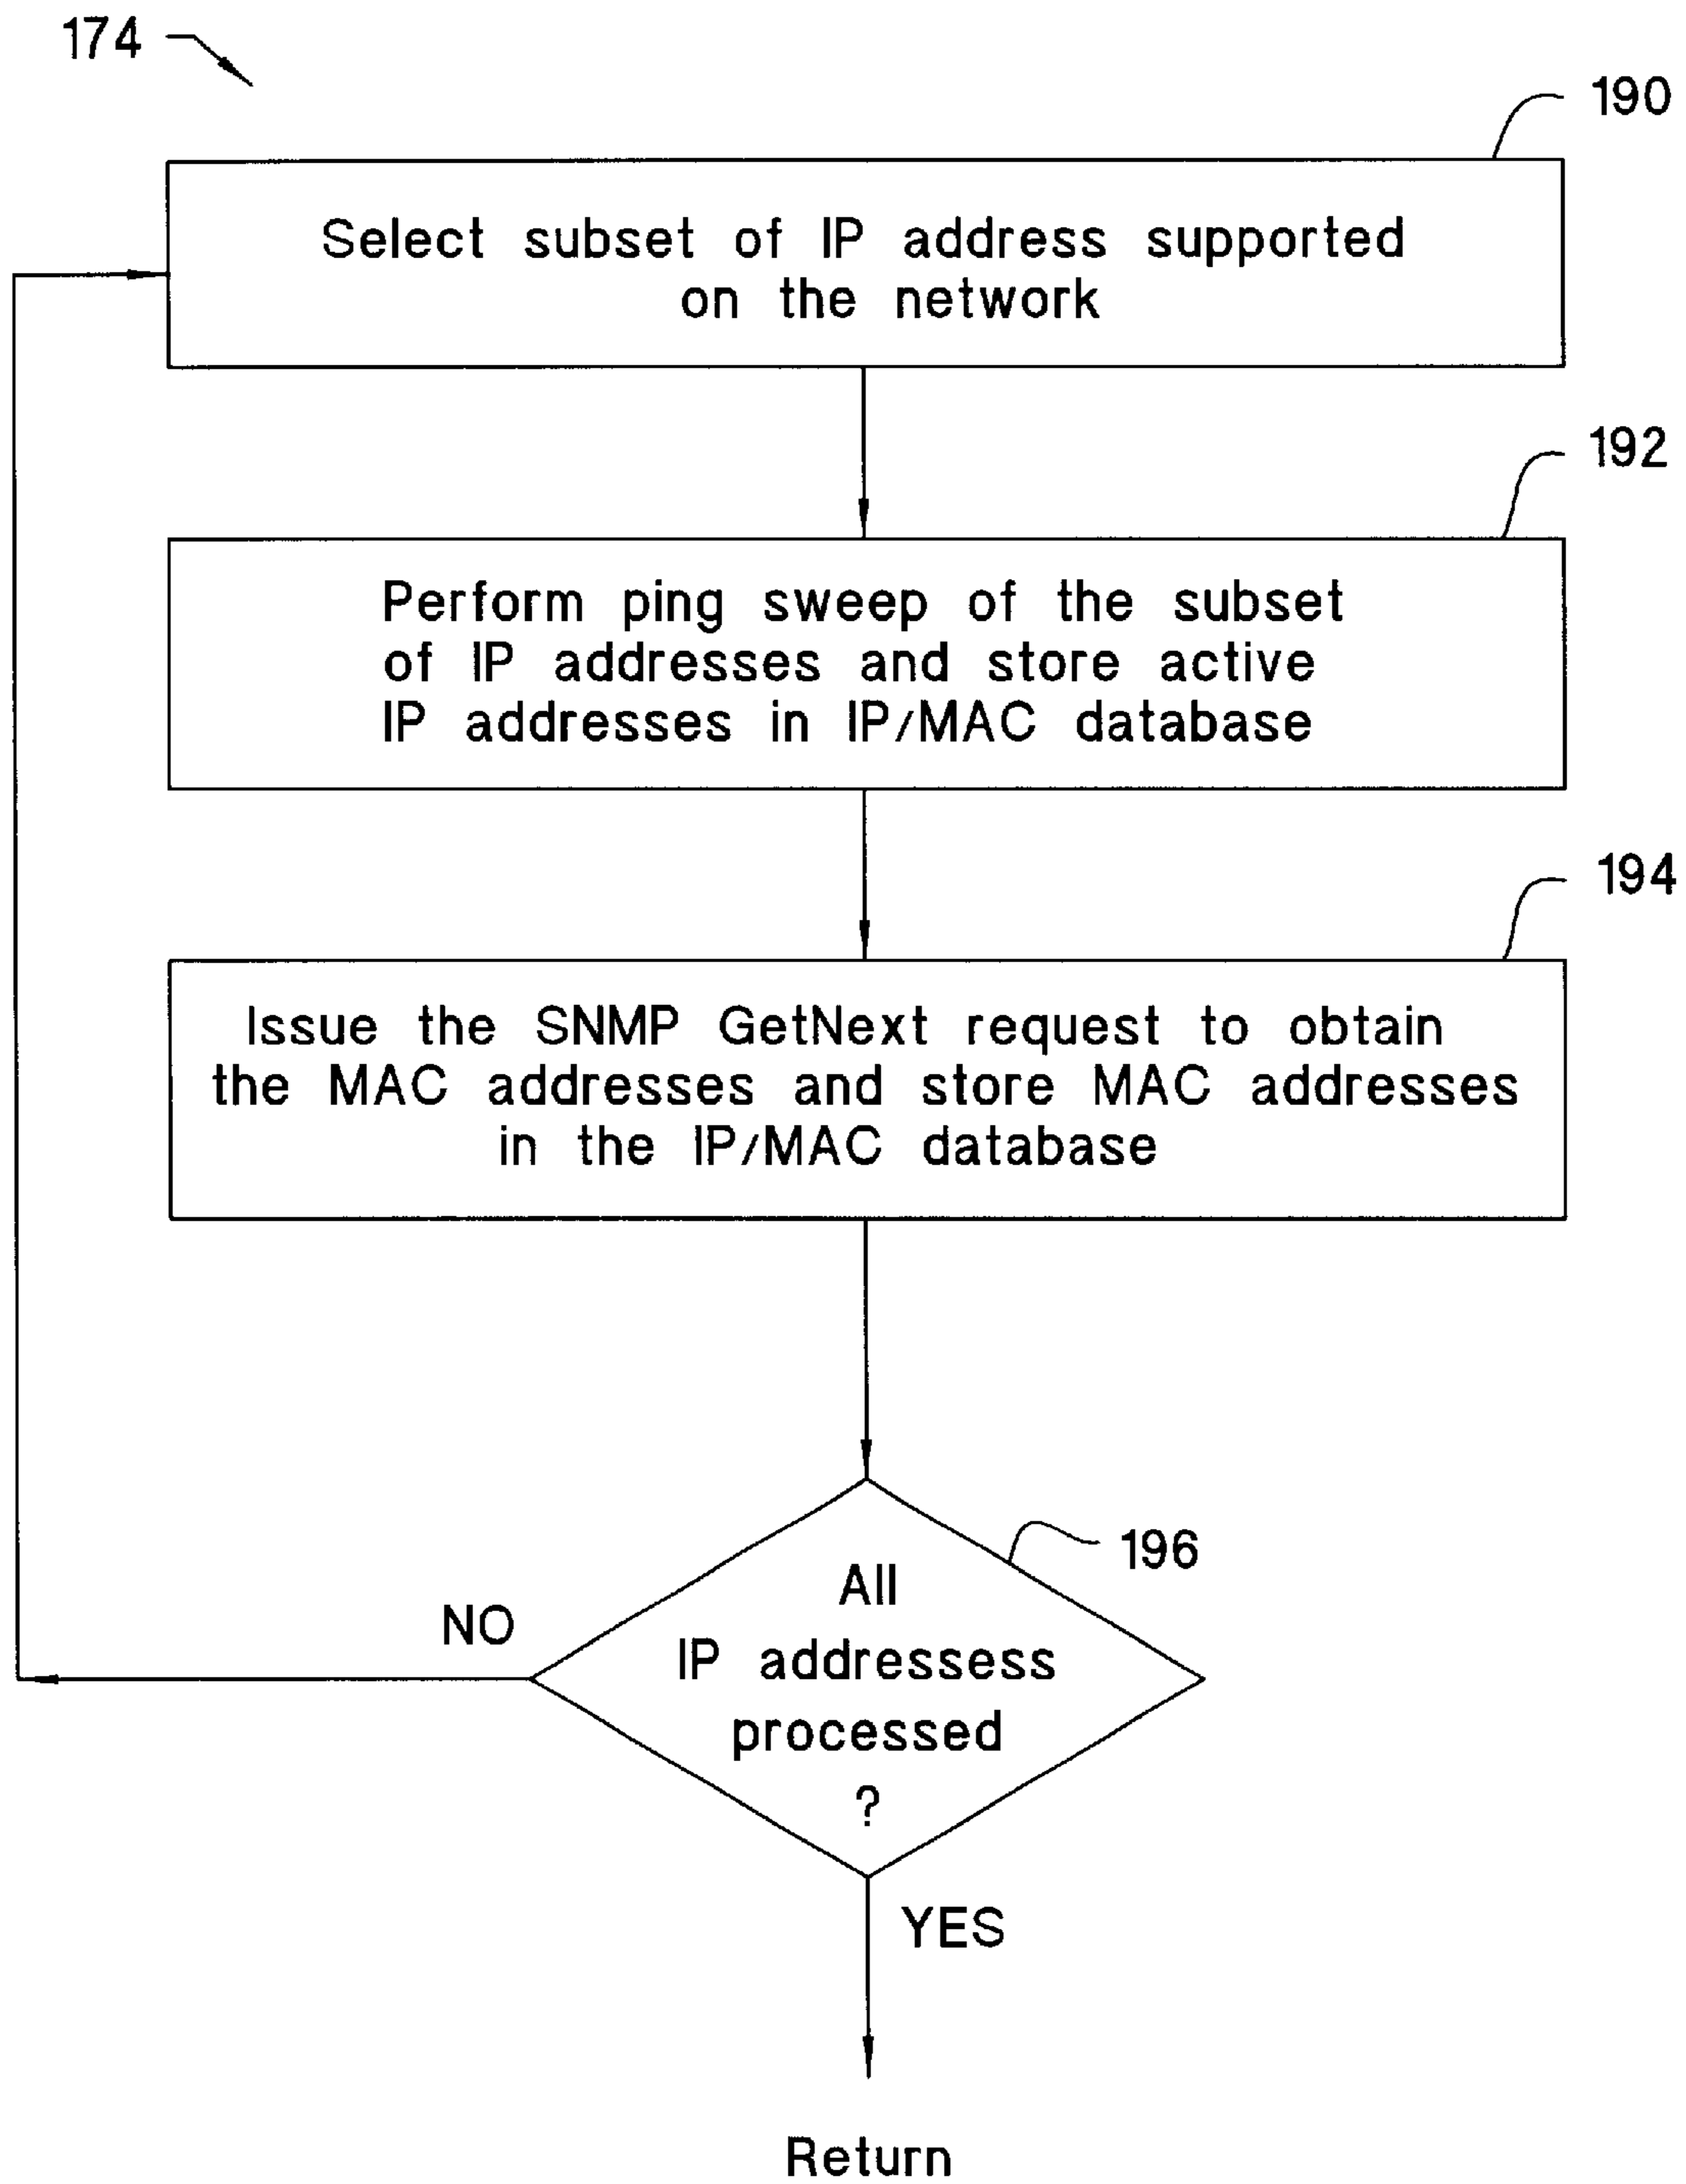 174
190
Select subset of IP address supported
on the network
192
Perform ping sweep of the subset
of IP addresses and store active
IP addresses in IP/MAC database
194
Issue the SNMP GetNext request to obtain
the MAC addresses and store MAC addresses
in the IP/MAC database
196
All
IP addressess
processed
?
NO
YES
Return